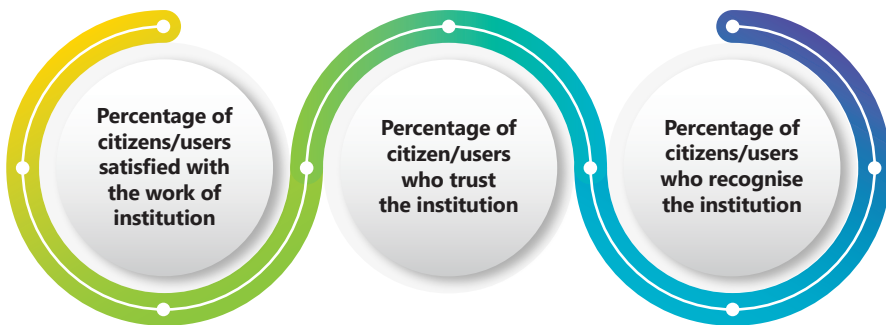 Percentage of
citizens/users
satisfied with
the work of
institution
Percentage of
citizen/users
who trust
the institution
Percentage of
citizens/users
who recognise
the institution